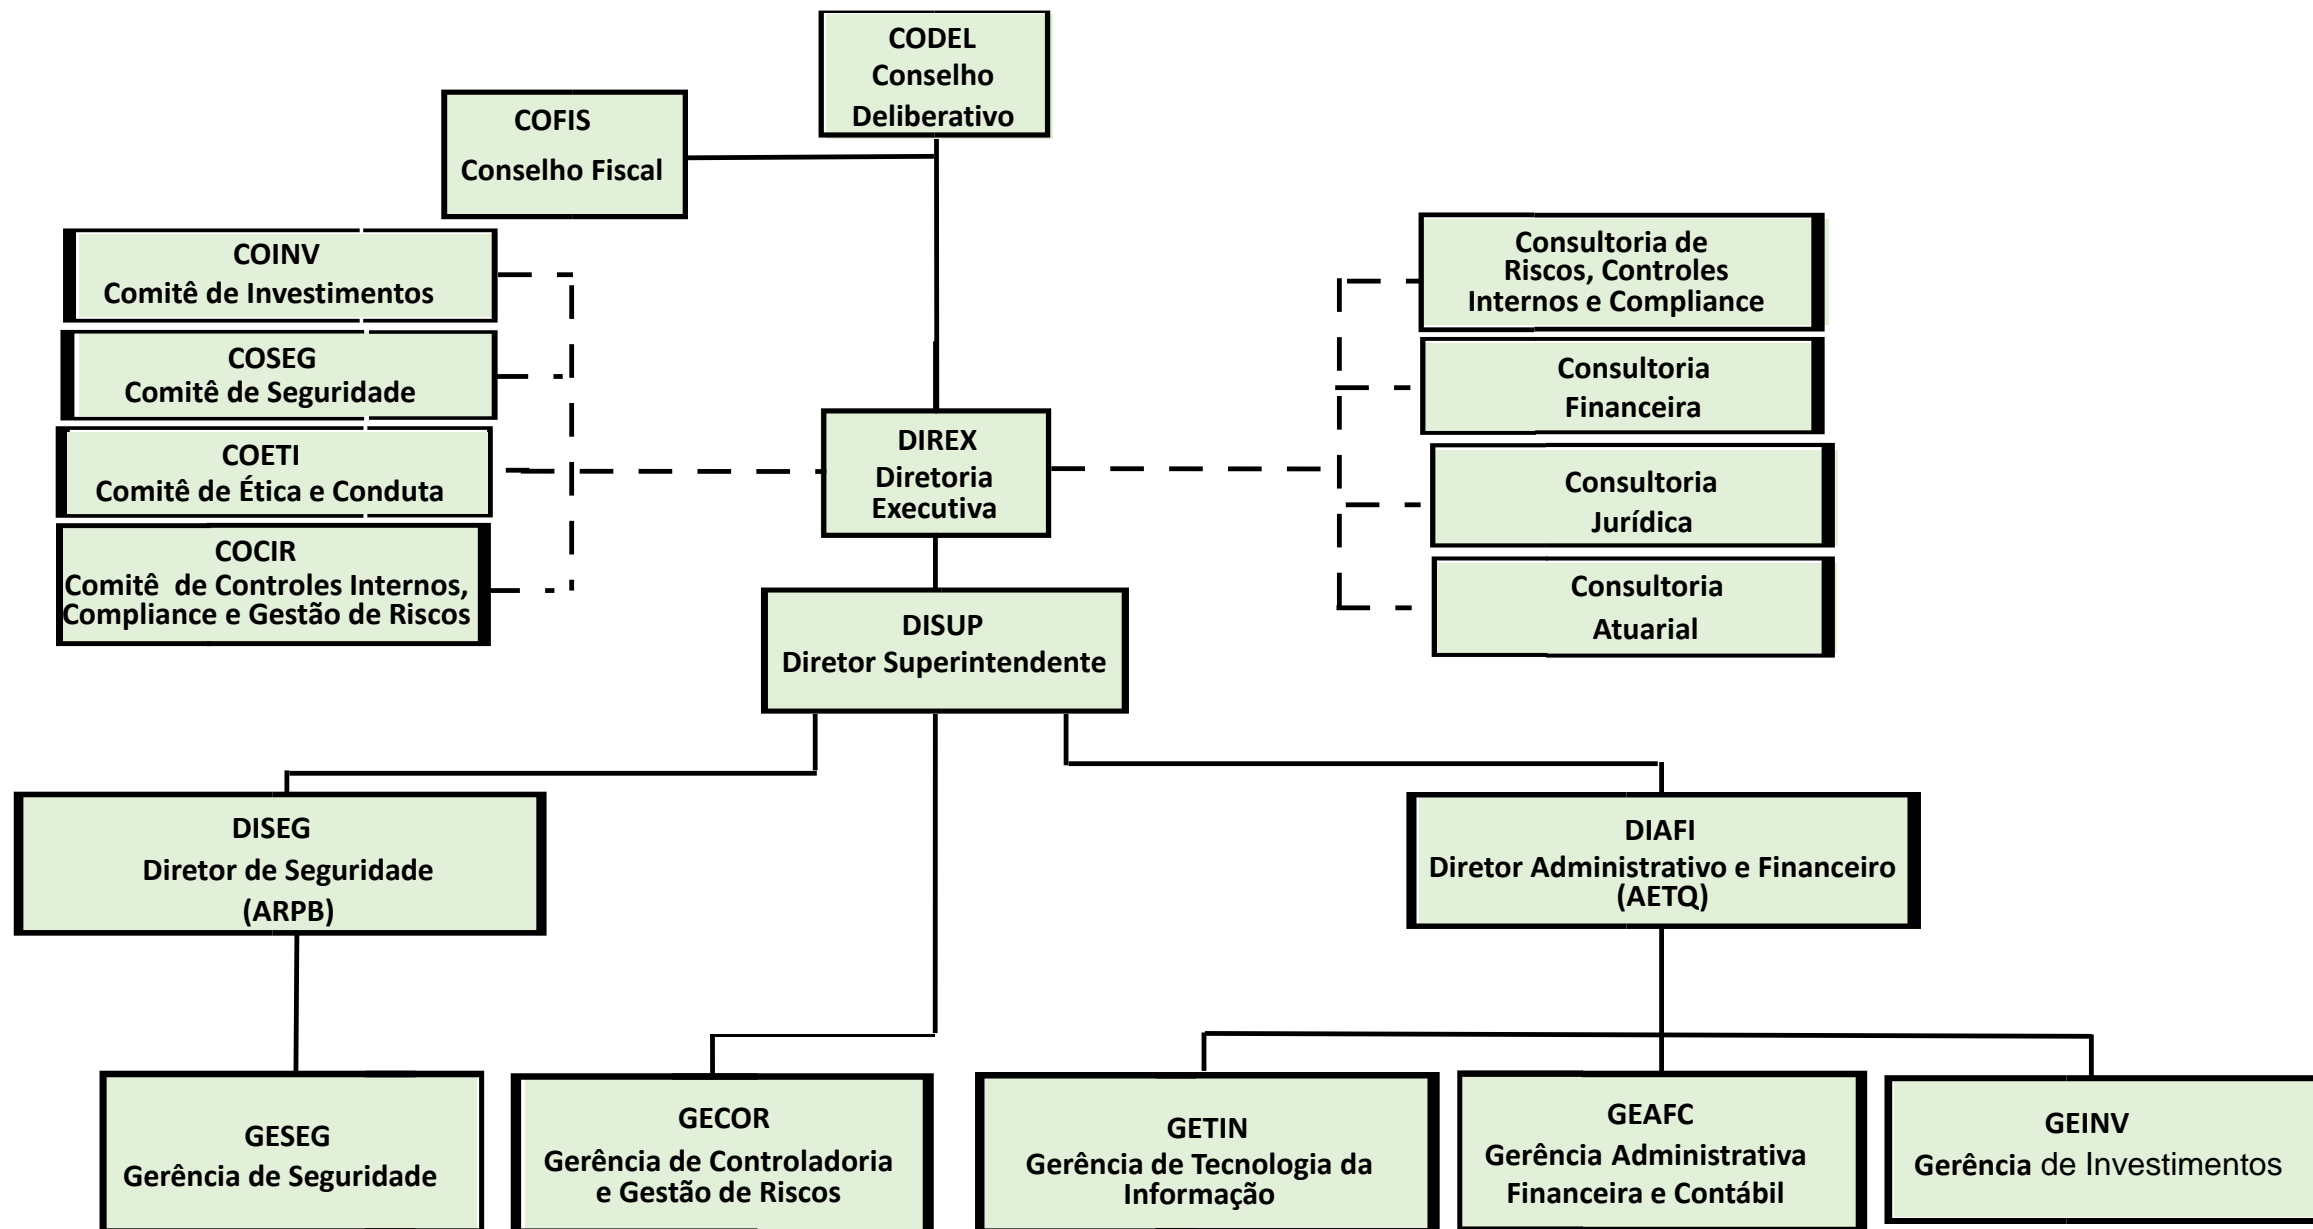 CODEL
Conselho
Deliberativo
COFIS
Conselho Fiscal
COINV
Comitê de Investimentos
COSEG
Comitê de Seguridade
COETI
Comitê de Ética e Conduta
COCIR
Comitê de Controles Internos,
Compliance e Gestão de Riscos
Consultoria de
Riscos, Controles
Internos e Compliance
Consultoria
Financeira
Consultoria
Jurídica
Consultoria
Atuarial
DIREX
Diretoria
Executiva
DISUP
Diretor Superintendente
DISEG
Diretor de Seguridade
(ARPB)
DIAFI
Diretor Administrativo e Financeiro
(AETQ)
GESEG
Gerência de Seguridade
GECOR
Gerência de Controladoria
e Gestão de Riscos
GETIN
Gerência de Tecnologia da
Informação
GEAFC
Gerência Administrativa
Financeira e Contábil
GEINV
Gerência de Investimentos